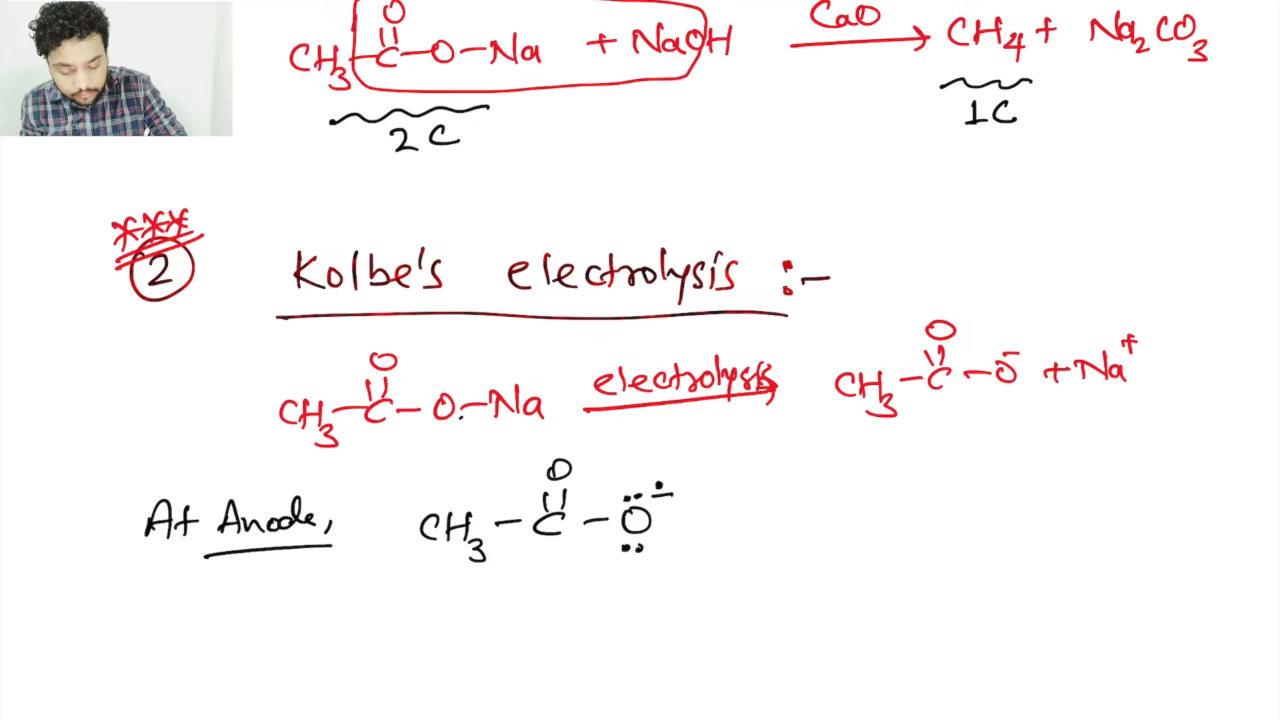 CH3-C(=O)-O-Na + NaOH CaO → CH4 + Na2CO3
2C 1C
*** 2 Kolbe's electrolysis :-
CH3-C(=O)-O-Na electrolysis → CH3-C(=O)-O⁻ + Na⁺
At Anode, CH3-C(=O)-O⁻